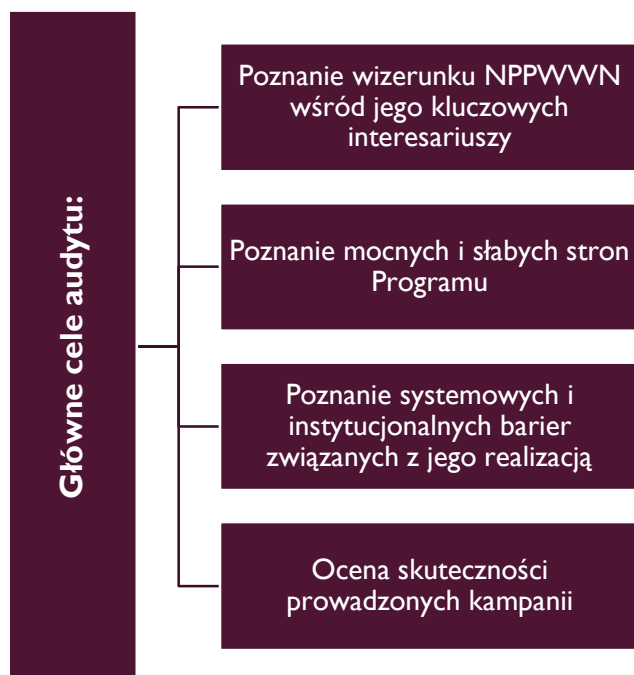 Główne cele audytu:
Poznanie wizerunku NPPWWN
wśród jego kluczowych
interesariuszy
Poznanie mocnych i słabych stron
Programu
Poznanie systemowych i
instytucjonalnych barier
związanych z jego realizacją
Ocena skuteczności
prowadzonych kampanii